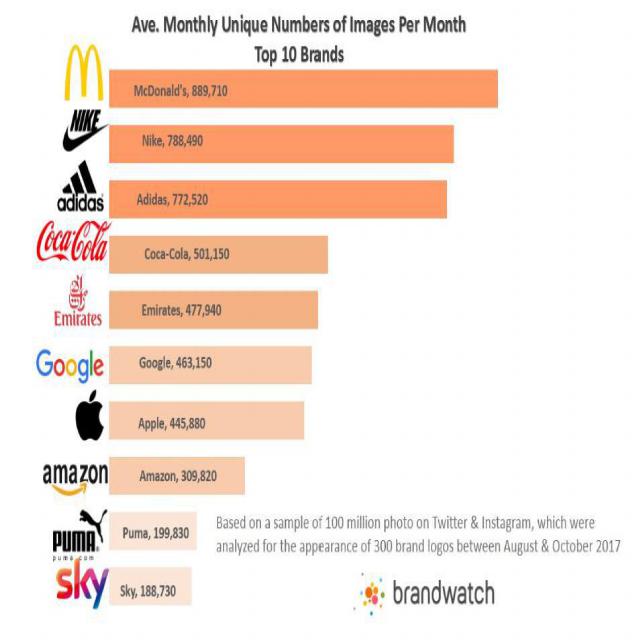 Ave. Monthly Unique Numbers of Images Per Month
Top 10 Brands
McDonald's, 889,710
NIKE
Nike, 788,490
adidas
Adidas, 772,520
Coca-Cola
Coca-Cola, 501,150
Emirates
Emirates, 477,940
Google
Google, 463,150
Apple, 445,880
amazon
Amazon, 309,820
PUMA
puma.com
Puma, 199,830
Based on a sample of 100 million photo on Twitter & Instagram, which were
analyzed for the appearance of 300 brand logos between August & October 2017
sky
Sky, 188,730
brandwatch